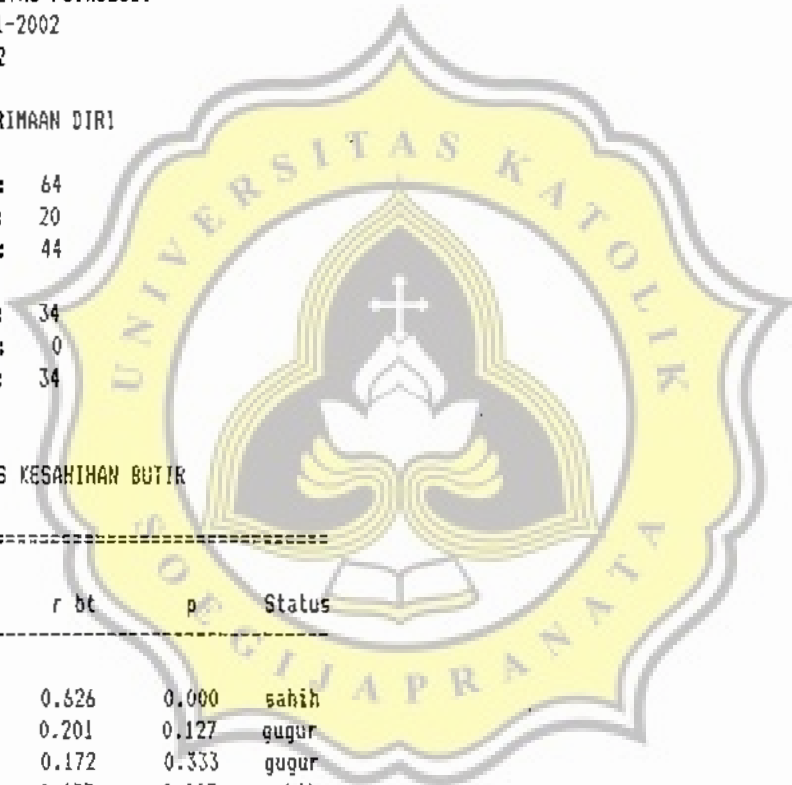 1-2002
2
RIMAAN DIRI
: 64
: 20
: 44
: 34
: 0
: 34
UNIVERSITAS KATOLIK
SOEGIJAPRANATA
S KESAHIHAN BUTIR
==============================
r bt p Status
------------------------------
0.626 0.000 sahih
0.201 0.127 gugur
0.172 0.333 gugur